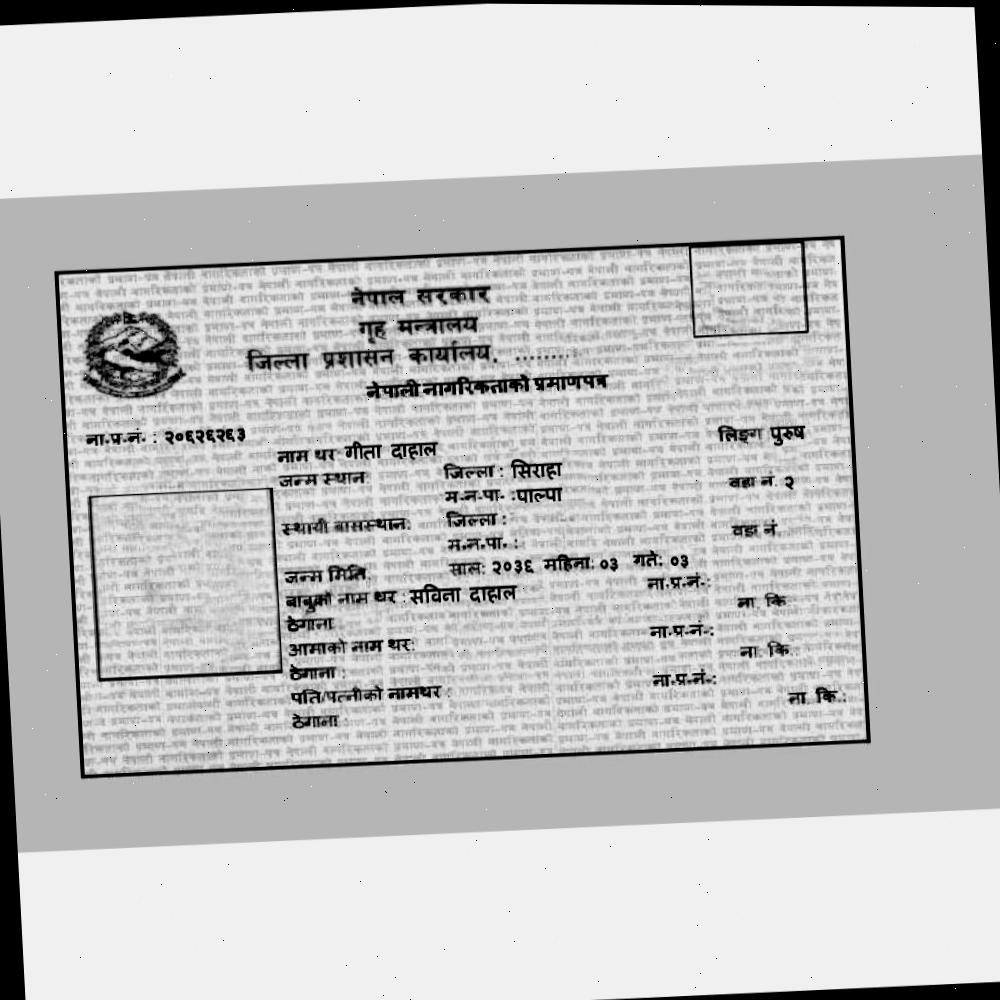 नेपाल सरकार
गृह मन्त्रालय
जिल्ला प्रशासन कार्यालय, ........
नेपाली नागरिकताको प्रमाणपत्र
ना.प्र.नं. : २०६२६२६३
लिङ्ग पुरुष
नाम थर गीता दाहाल
जन्म स्थान जिल्ला : सिराहा
वडा नं. २
म.न.पा. :पाल्पा
स्थायी बासस्थान: जिल्ला :
वडा नं.
म.न.पा. :
जन्म मिति साल: २०३६ महिना: ०३ गते: ०३
बाबुको नाम थर : सविना दाहाल ना.प्र.नं.:
ठेगाना ना. कि
आमाको नाम थर: ना.प्र.नं.:
ठेगाना : ना. कि
पति/पत्नीको नामथर : ना.प्र.नं.:
ठेगाना : ना. कि.: